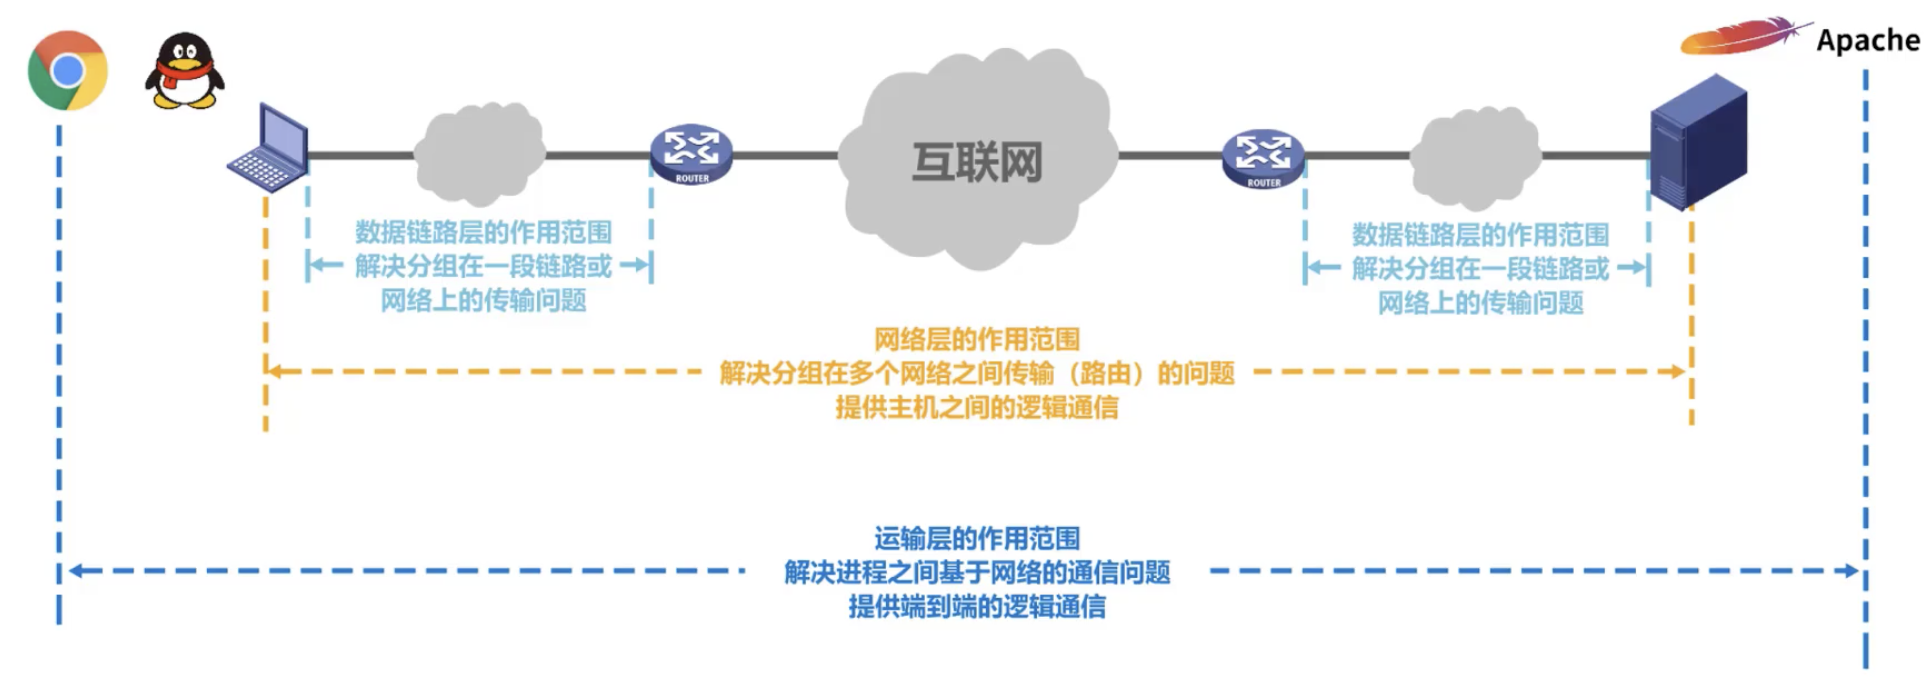 Apache
互联网
ROUTER
ROUTER
数据链路层的作用范围
解决分组在一段链路或
网络上的传输问题
数据链路层的作用范围
解决分组在一段链路或
网络上的传输问题
网络层的作用范围
解决分组在多个网络之间传输（路由）的问题
提供主机之间的逻辑通信
运输层的作用范围
解决进程之间基于网络的通信问题
提供端到端的逻辑通信